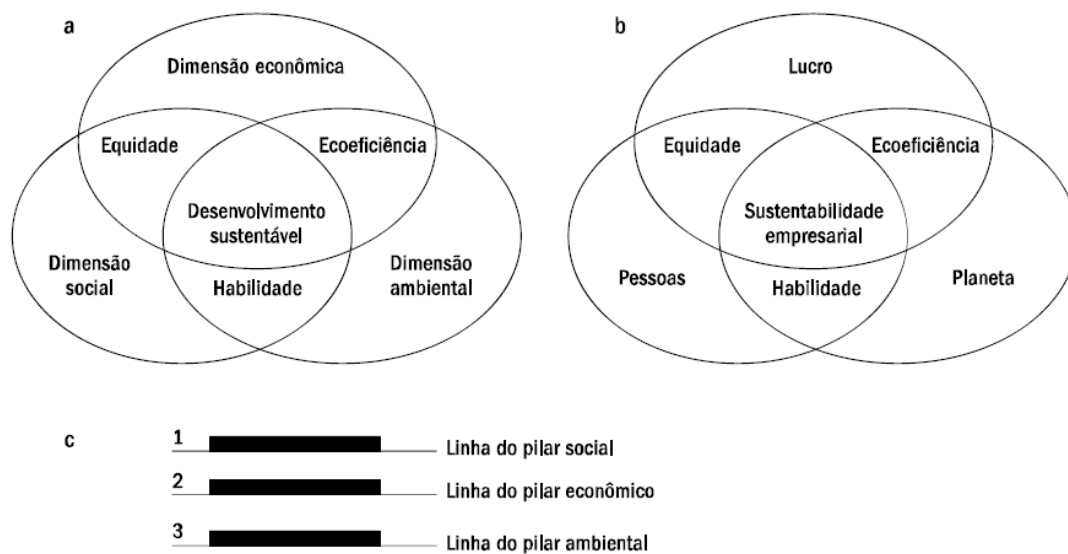 a
Dimensão econômica
Equidade
Ecoeficiência
Desenvolvimento
sustentável
Dimensão
social
Habilidade
Dimensão
ambiental
b
Lucro
Equidade
Ecoeficiência
Sustentabilidade
empresarial
Pessoas
Habilidade
Planeta
c
1
Linha do pilar social
2
Linha do pilar econômico
3
Linha do pilar ambiental